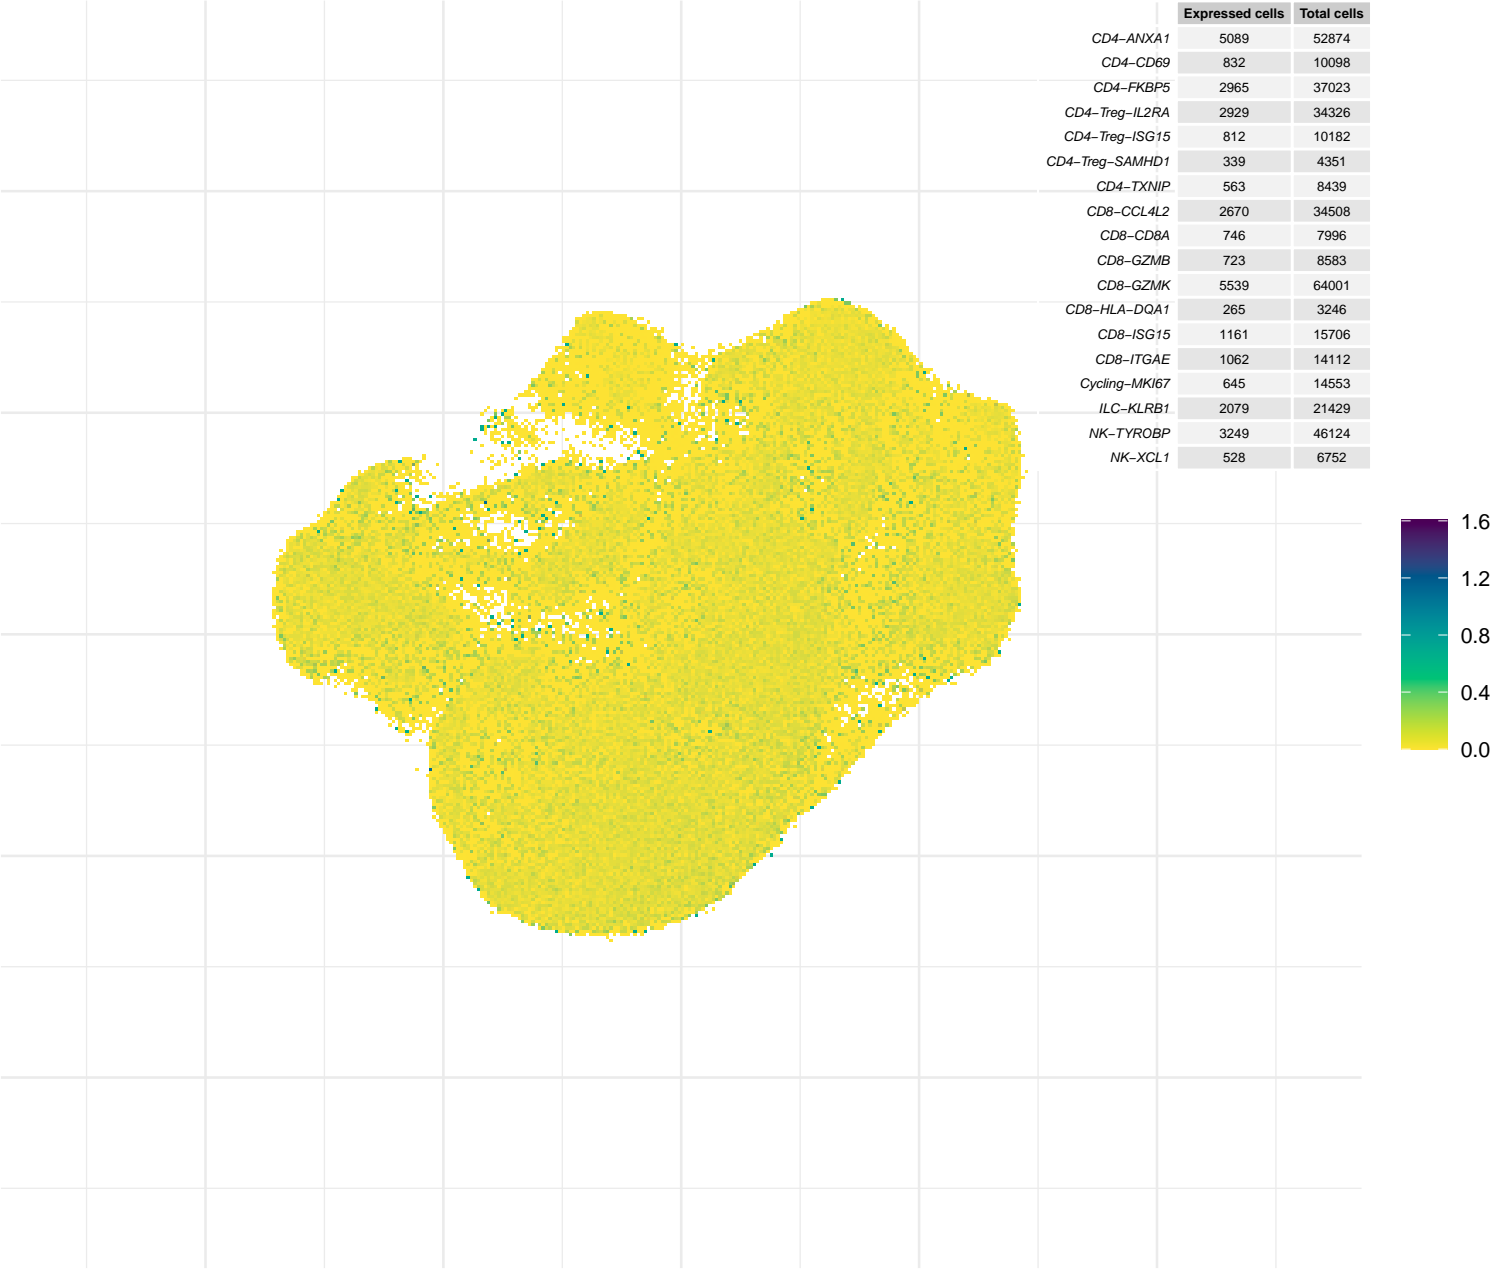 Expressed cells Total cells
CD4−ANXA1 5089 52874
CD4−CD69 832 10098
CD4−FKBP5 2965 37023
CD4−Treg−IL2RA 2929 34326
CD4−Treg−ISG15 812 10182
CD4−Treg−SAMHD1 339 4351
CD4−TXNIP 563 8439
CD8−CCL4L2 2670 34508
CD8−CD8A 746 7996
CD8−GZMB 723 8583
CD8−GZMK 5539 64001
CD8−HLA−DQA1 265 3246
CD8−ISG15 1161 15706
CD8−ITGAE 1062 14112
Cycling−MKI67 645 14553
ILC−KLRB1 2079 21429
NK−TYROBP 3249 46124
NK−XCL1 528 6752
1.6
1.2
0.8
0.4
0.0